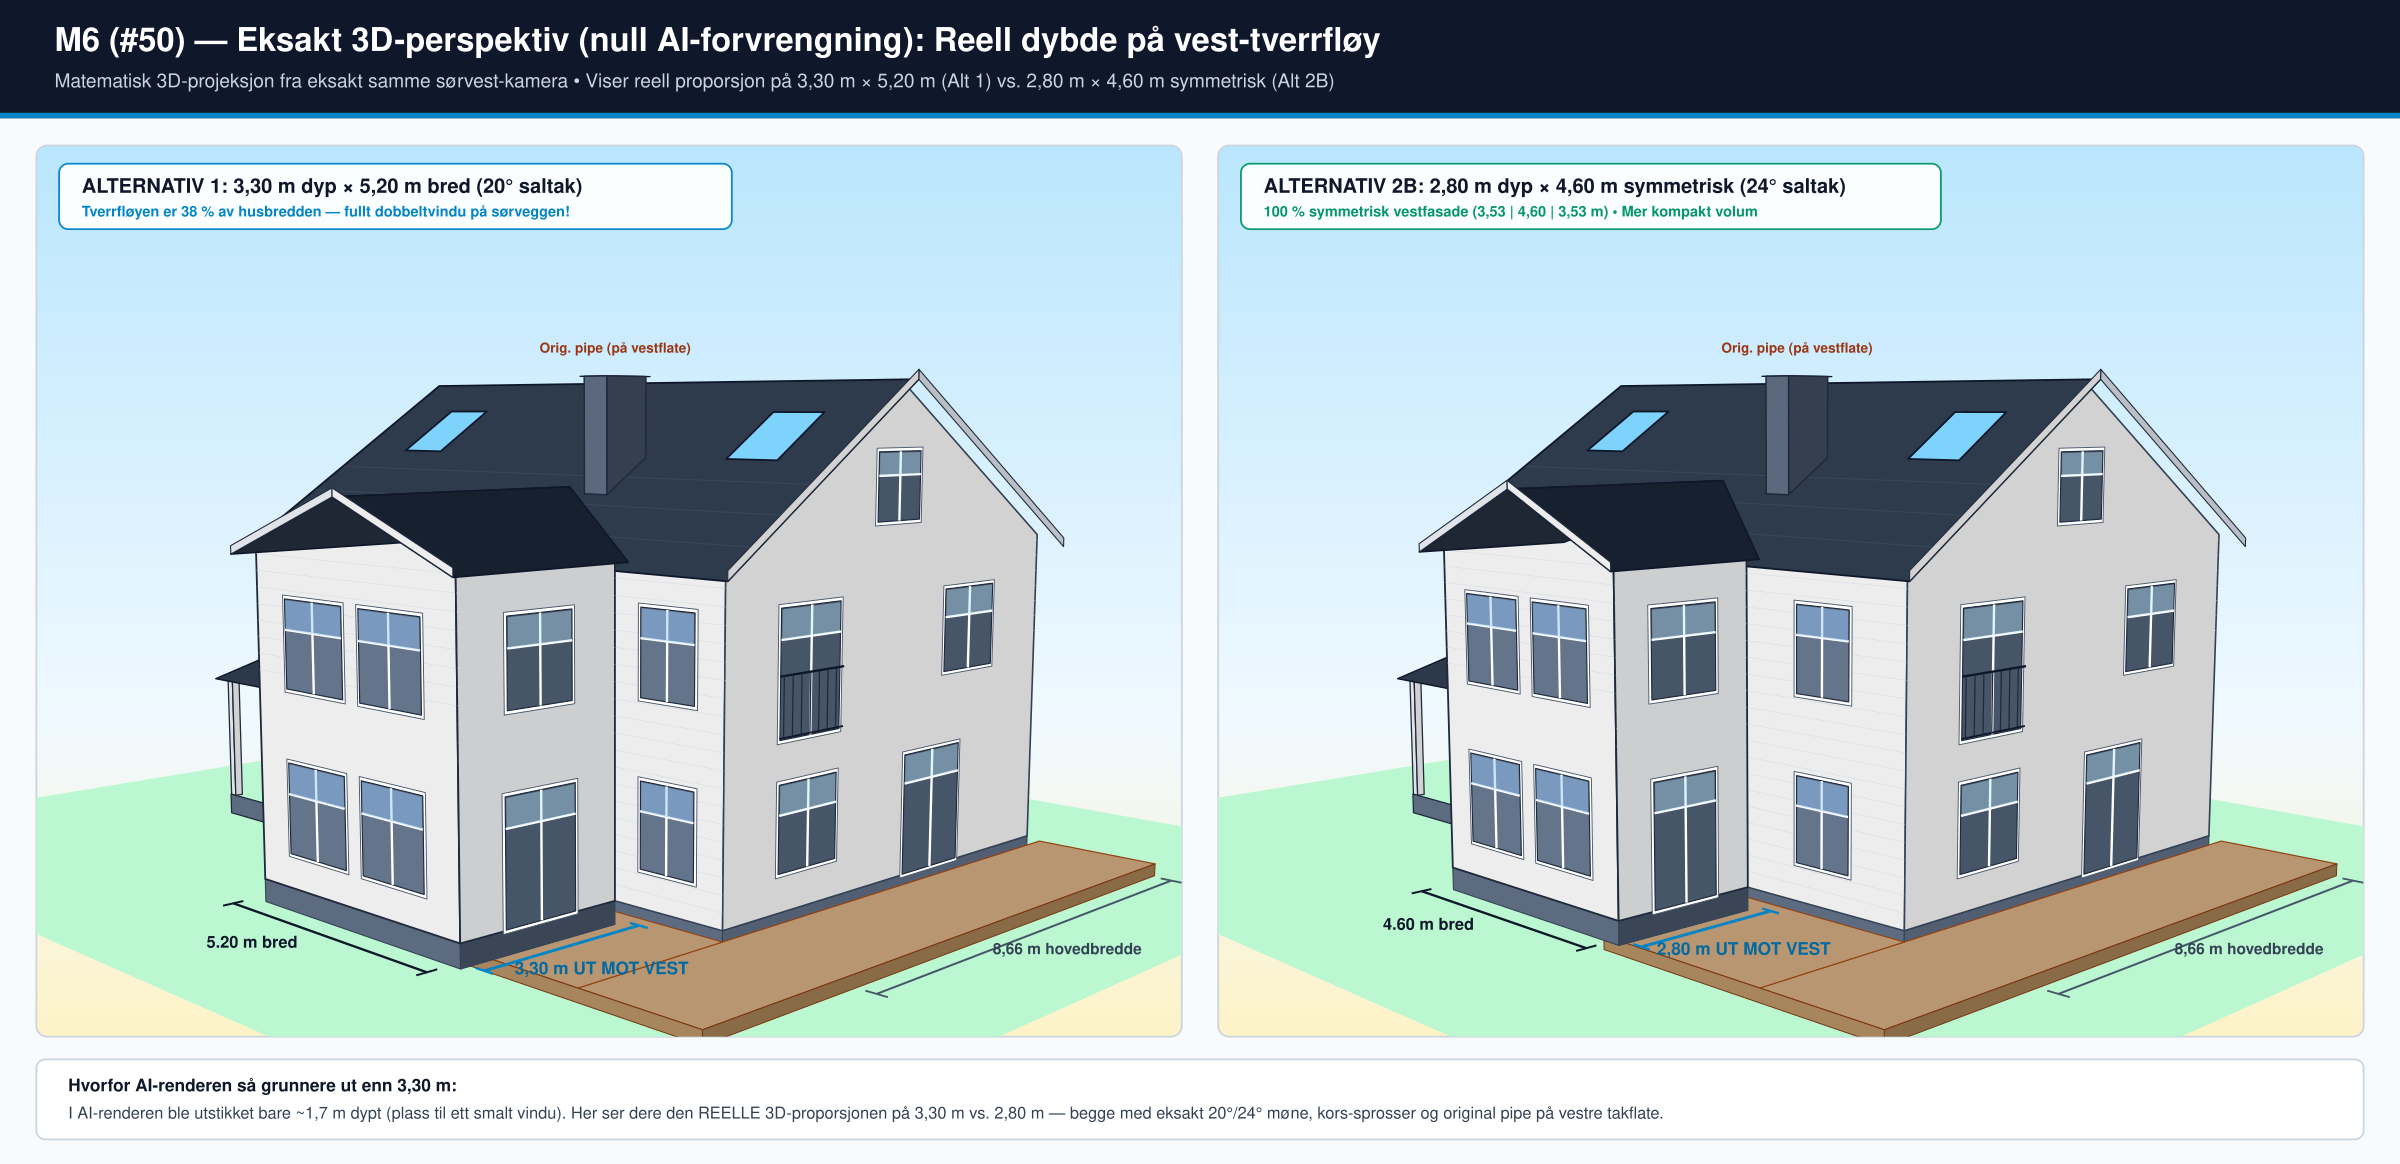 M6 (#50) — Eksakt 3D-perspektiv (null AI-forvrengning): Reell dybde på vest-tverrfløy
Matematisk 3D-projeksjon fra eksakt samme sørvest-kamera • Viser reell proporsjon på 3,30 m × 5,20 m (Alt 1) vs. 2,80 m × 4,60 m symmetrisk (Alt 2B)
ALTERNATIV 1: 3,30 m dyp × 5,20 m bred (20° saltak)
Tverrfløyen er 38 % av husbredden — fullt dobbeltvindu på sørveggen!
Orig. pipe (på vestflate)
5.20 m bred
3,30 m UT MOT VEST
8,66 m hovedbredde
ALTERNATIV 2B: 2,80 m dyp × 4,60 m symmetrisk (24° saltak)
100 % symmetrisk vestfasade (3,53 | 4,60 | 3,53 m) • Mer kompakt volum
Orig. pipe (på vestflate)
4.60 m bred
2,80 m UT MOT VEST
8,66 m hovedbredde
Hvorfor AI-renderen så grunnere ut enn 3,30 m:
I AI-renderen ble utstikket bare ~1,7 m dypt (plass til ett smalt vindu). Her ser dere den REELLE 3D-proporsjonen på 3,30 m vs. 2,80 m — begge med eksakt 20°/24° møne, kors-sprosser og original pipe på vestre takflate.